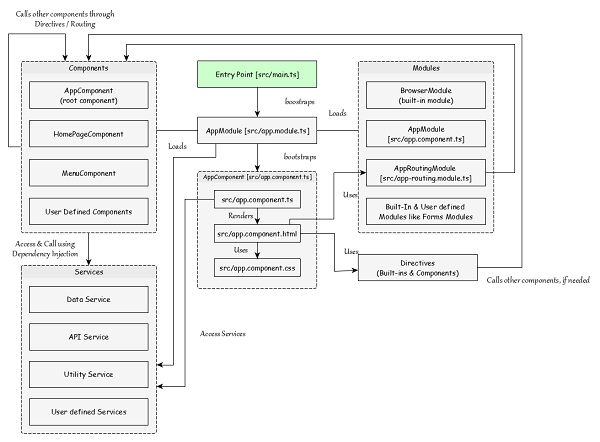 Calls other components through
Directives / Routing
Components
AppComponent
(root component)
HomePageComponent
MenuComponent
User Defined Components
Entry Point [src/main.ts]
boostraps
AppModule [src/app.module.ts]
Loads
Loads
bootstraps
AppComponent [src/app.component.ts]
src/app.component.ts
Renders
src/app.component.html
Uses
src/app.component.css
Modules
BrowserModule
(built-in module)
AppModule
[src/app.component.ts]
AppRoutingModule
[src/app-routing.module.ts]
Uses
Built-In & User defined
Modules like Forms Modules
Uses
Directives
(Built-ins & Components)
Calls other components, if needed
Access & Call using
Dependency Injection
Services
Data Service
API Service
Utility Service
User defined Services
Access Services